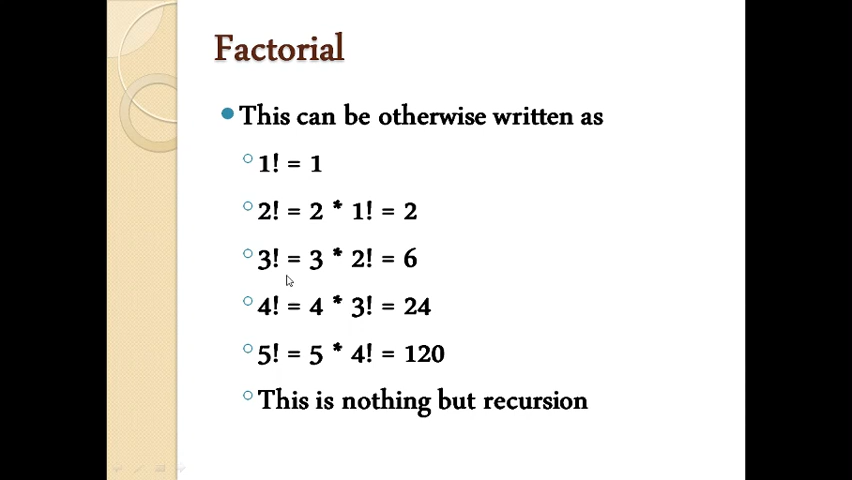 Factorial
This can be otherwise written as
1! = 1
2! = 2 * 1! = 2
3! = 3 * 2! = 6
4! = 4 * 3! = 24
5! = 5 * 4! = 120
This is nothing but recursion